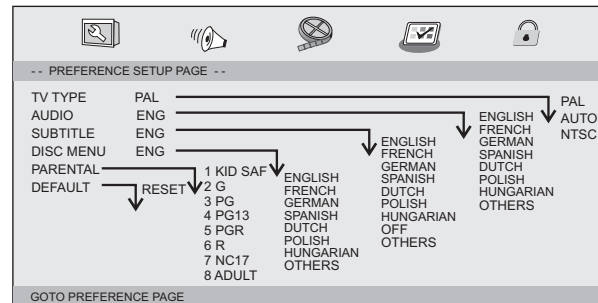 -- PREFERENCE SETUP PAGE --
TV TYPE PAL
AUDIO ENG
SUBTITLE ENG
DISC MENU ENG
PARENTAL
DEFAULT RESET
1 KID SAF
2 G
3 PG
4 PG13
5 PGR
6 R
7 NC17
8 ADULT
ENGLISH
FRENCH
GERMAN
SPANISH
DUTCH
POLISH
HUNGARIAN
OTHERS
ENGLISH
FRENCH
GERMAN
SPANISH
DUTCH
POLISH
HUNGARIAN
OFF
OTHERS
ENGLISH
FRENCH
GERMAN
SPANISH
DUTCH
POLISH
HUNGARIAN
OTHERS
PAL
AUTO
NTSC
GOTO PREFERENCE PAGE